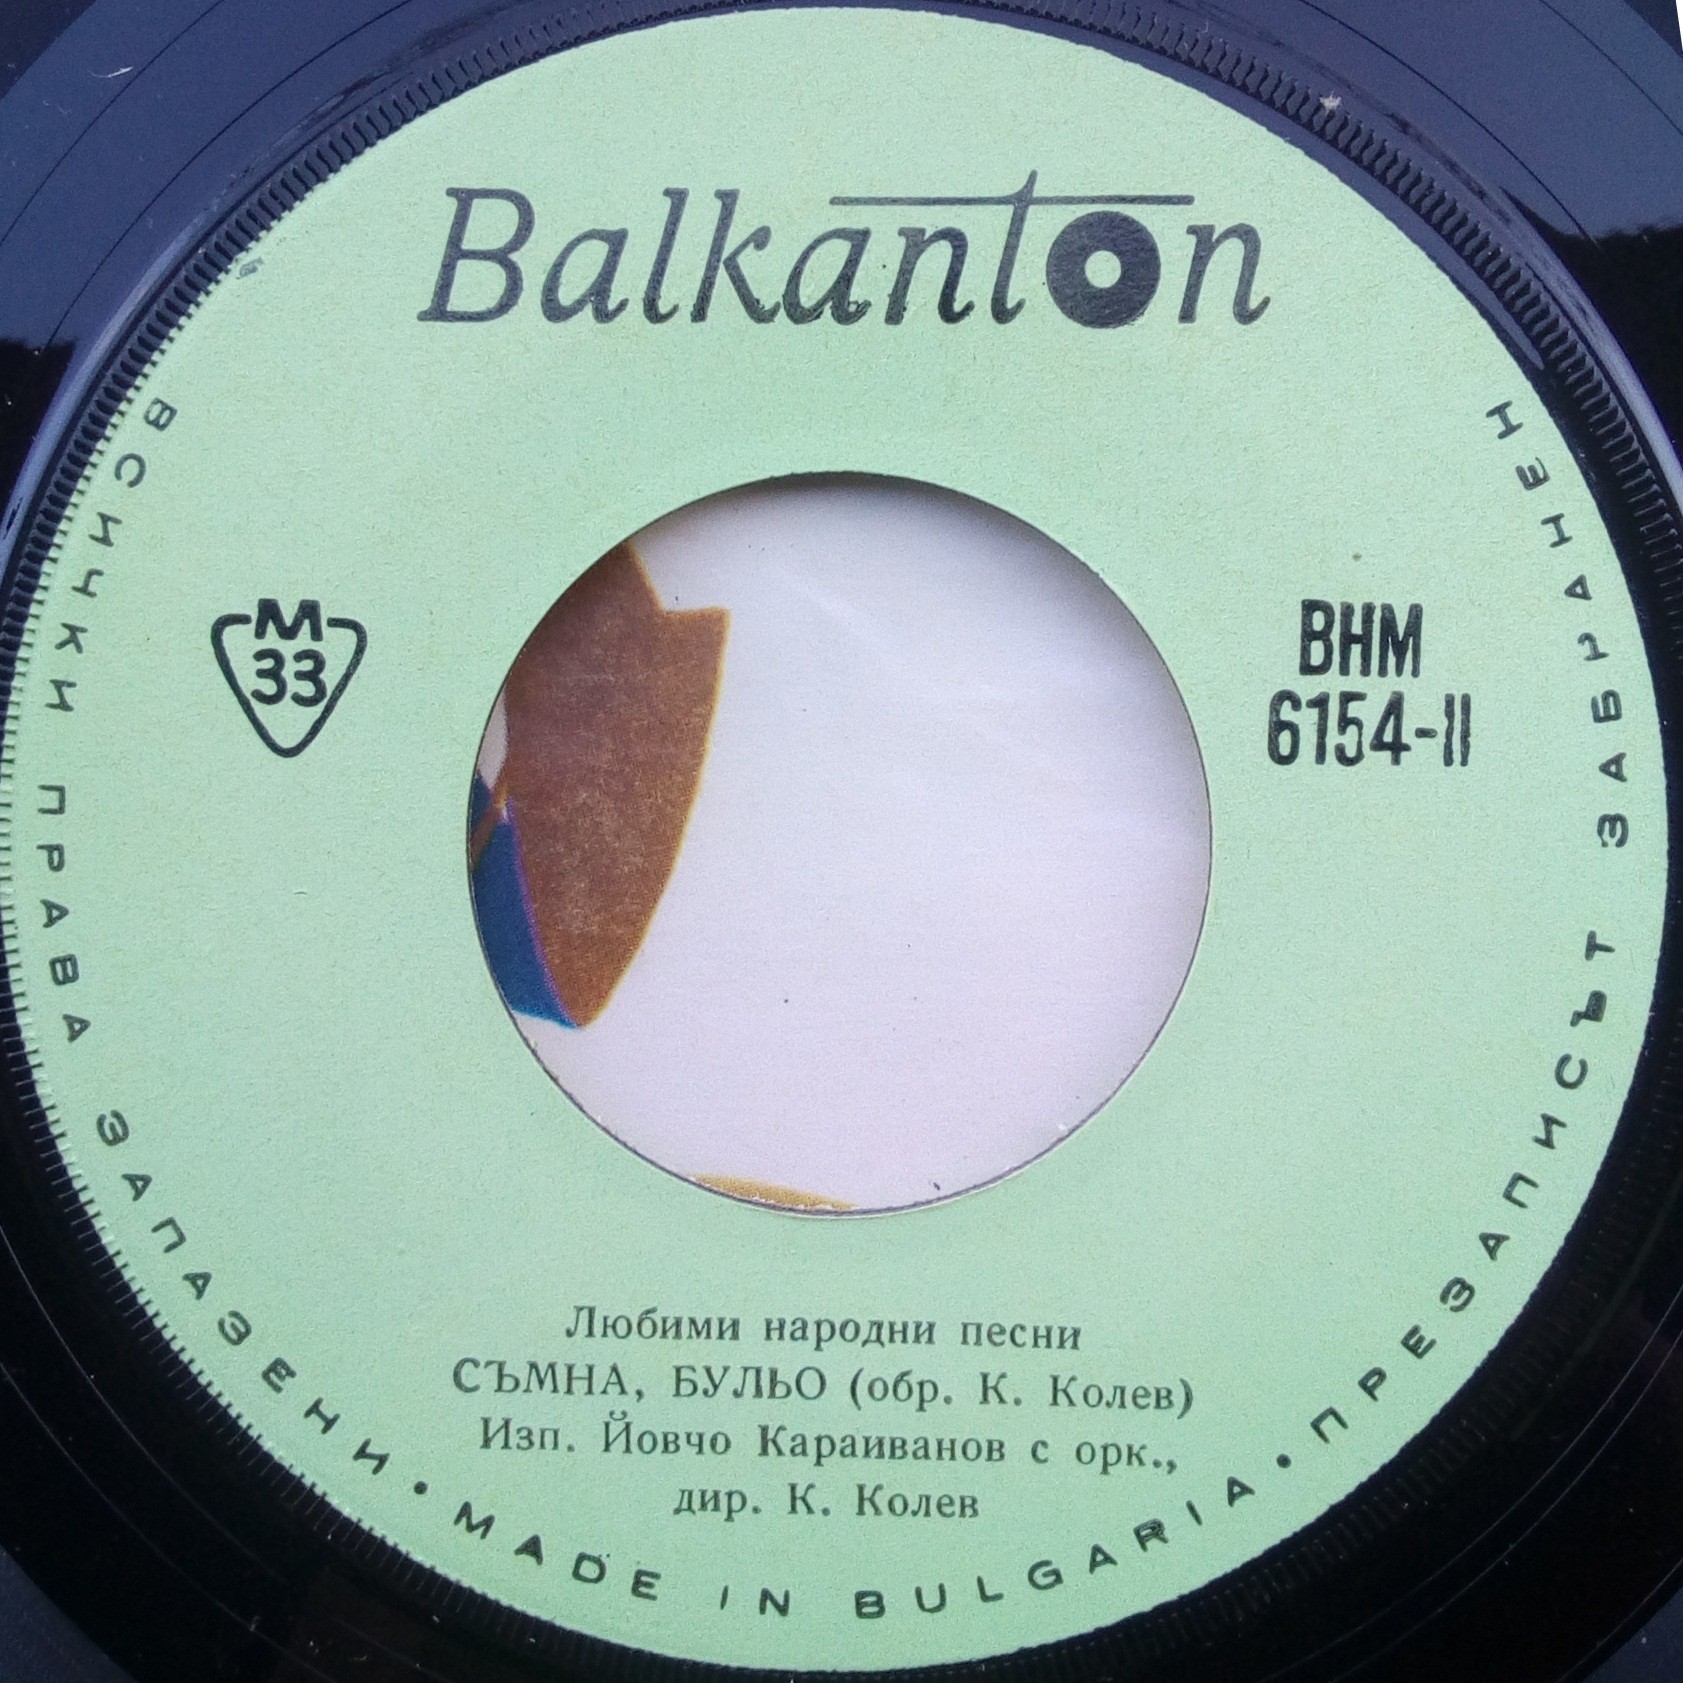 Balkanton
M
33
ВНМ
6154-II
Любими народни песни
СЪМНА, БУЛЬО (обр. К. Колев)
Изп. Йовчо Караиванов с орк.,
дир. К. Колев
ВСИЧКИ ПРАВА ЗАПАЗЕНИ • MADE IN BULGARIA • ПРЕЗАПИСЪТ ЗАБРАНЕН